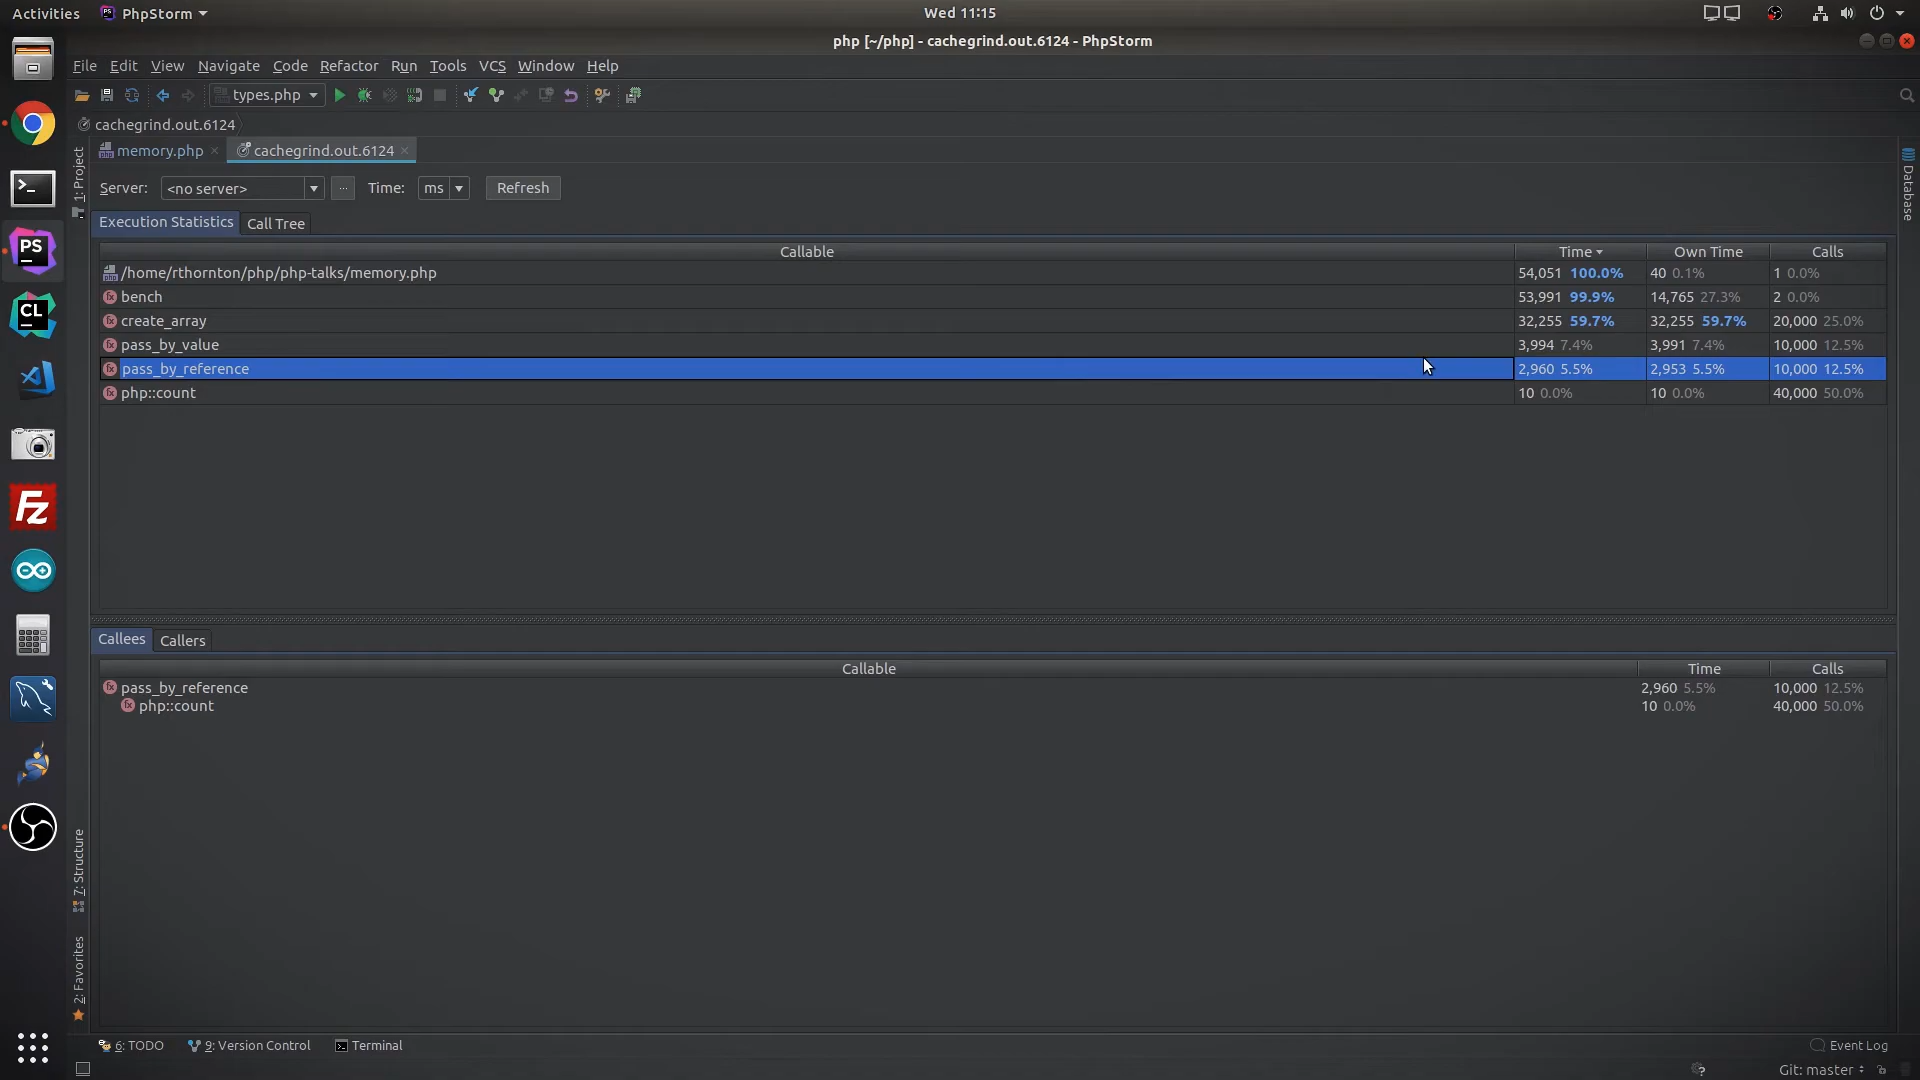 Activities PhpStorm Wed 11:15
php [~/php] - cachegrind.out.6124 - PhpStorm
File Edit View Navigate Code Refactor Run Tools VCS Window Help
types.php
cachegrind.out.6124
memory.php cachegrind.out.6124
1: Project
Database
Server: <no server> ... Time: ms Refresh
Execution Statistics Call Tree
Callable Time Own Time Calls
/home/rthornton/php/php-talks/memory.php 54,051 100.0% 40 0.1% 1 0.0%
bench 53,991 99.9% 14,765 27.3% 2 0.0%
create_array 32,255 59.7% 32,255 59.7% 20,000 25.0%
pass_by_value 3,994 7.4% 3,991 7.4% 10,000 12.5%
pass_by_reference 2,960 5.5% 2,953 5.5% 10,000 12.5%
php::count 10 0.0% 10 0.0% 40,000 50.0%
PS
CL
Fz
Callees Callers
Callable Time Calls
pass_by_reference 2,960 5.5% 10,000 12.5%
php::count 10 0.0% 40,000 50.0%
7: Structure
2: Favorites
6: TODO 9: Version Control Terminal Event Log
Git: master